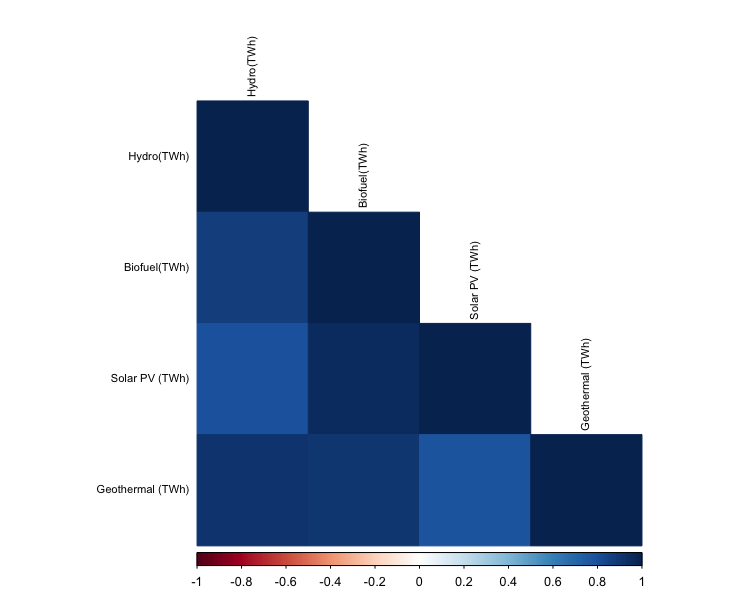 Hydro(TWh)
Biofuel(TWh)
Solar PV (TWh)
Geothermal (TWh)
Hydro(TWh)
Biofuel(TWh)
Solar PV (TWh)
Geothermal (TWh)
-1 -0.8 -0.6 -0.4 -0.2 0 0.2 0.4 0.6 0.8 1